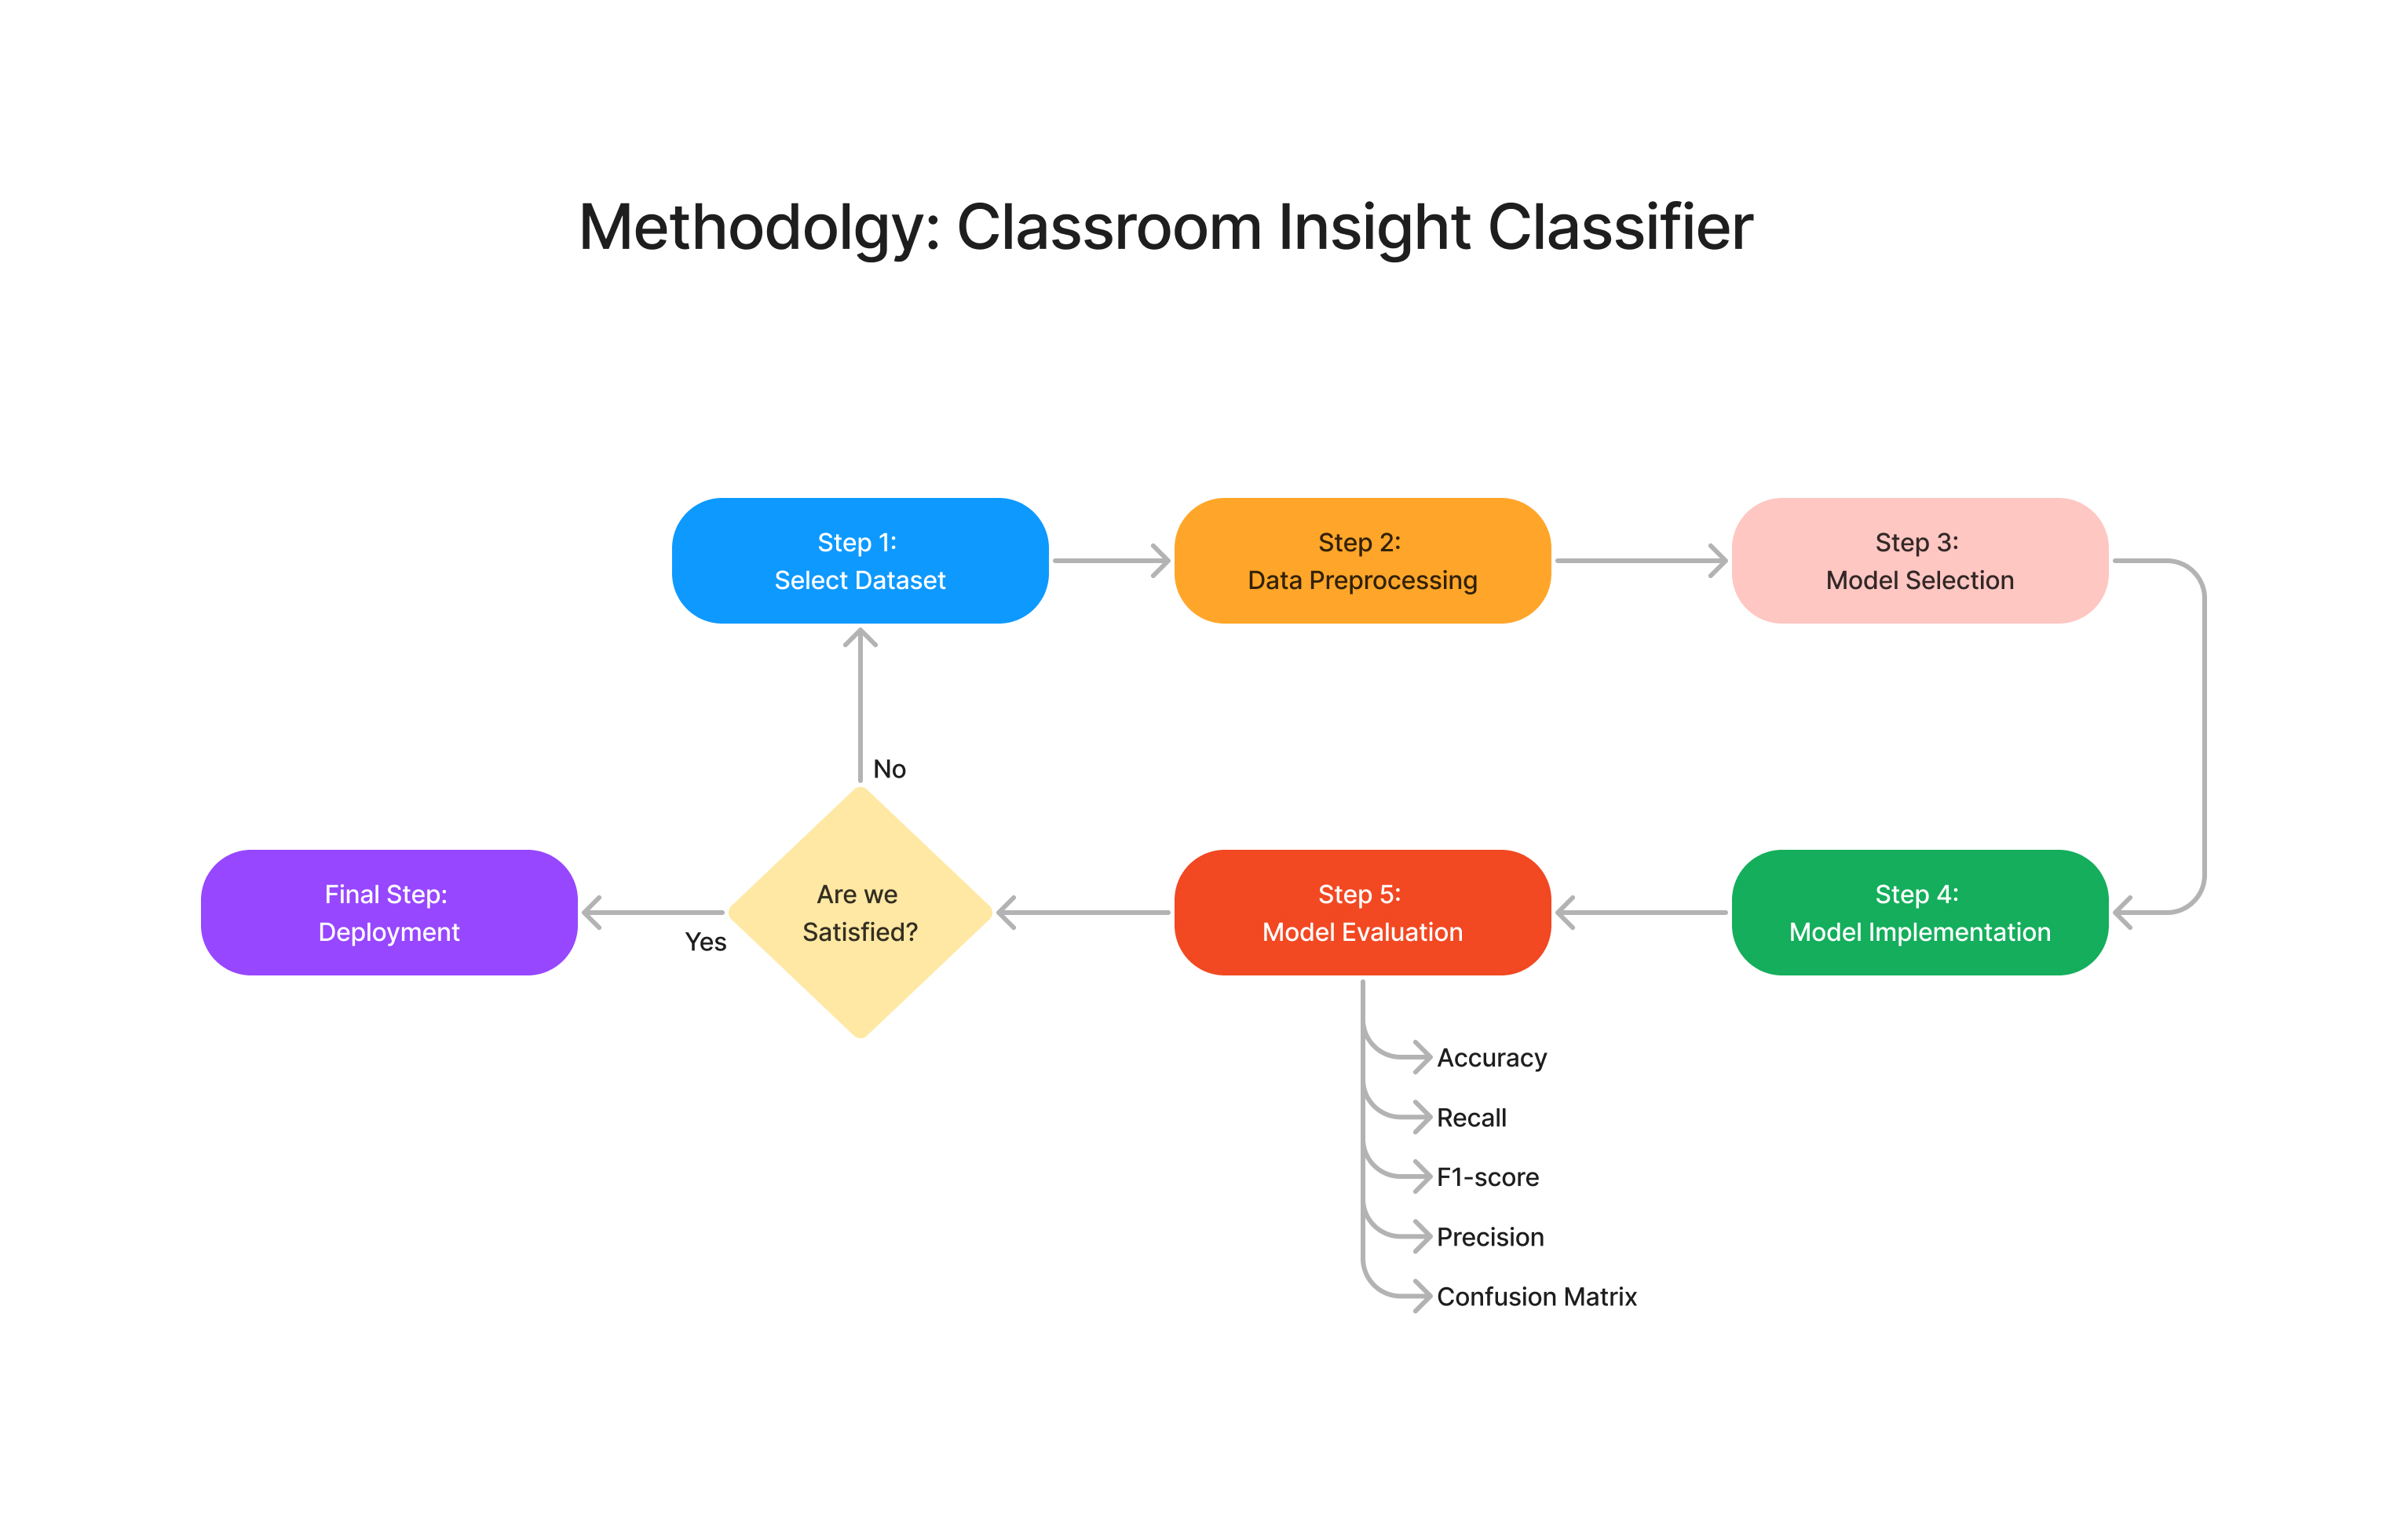 Methodolgy: Classroom Insight Classifier
Step 1:
Select Dataset
Step 2:
Data Preprocessing
Step 3:
Model Selection
No
Final Step:
Deployment
Yes
Are we
Satisfied?
Step 5:
Model Evaluation
Step 4:
Model Implementation
Accuracy
Recall
F1-score
Precision
Confusion Matrix